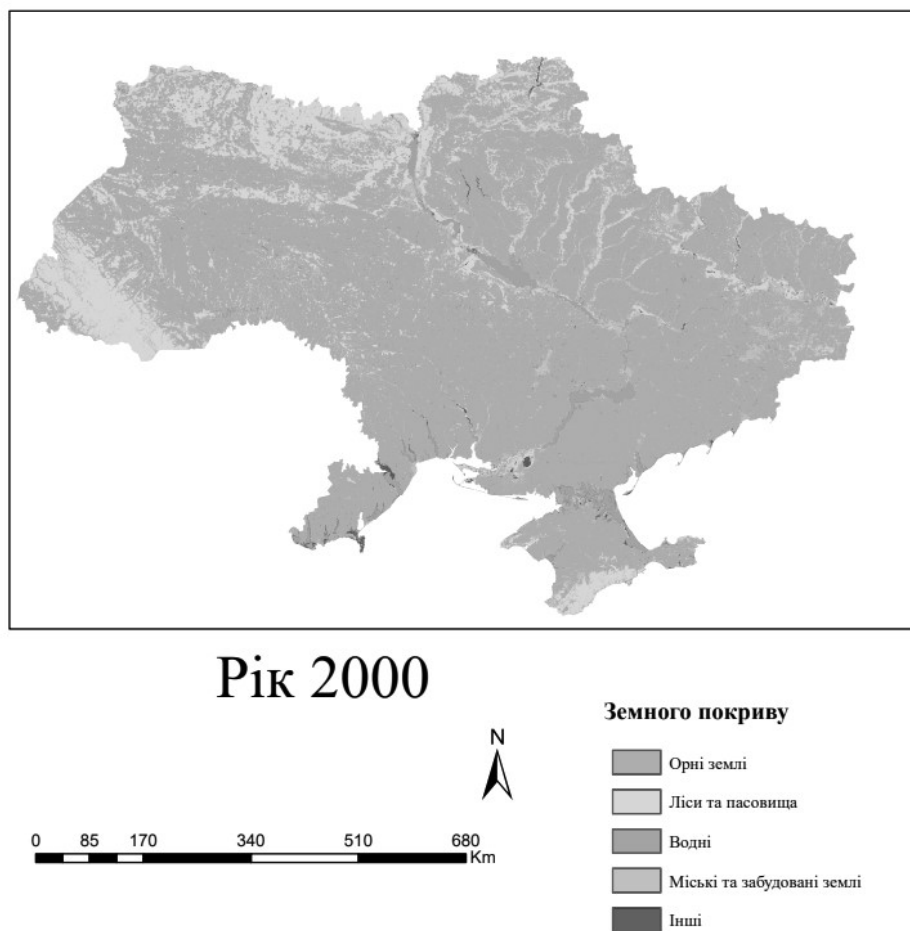 Рік 2000
N
0 85 170 340 510 680
Km
Земного покриву
Орні землі
Ліси та пасовища
Водні
Міські та забудовані землі
Інші